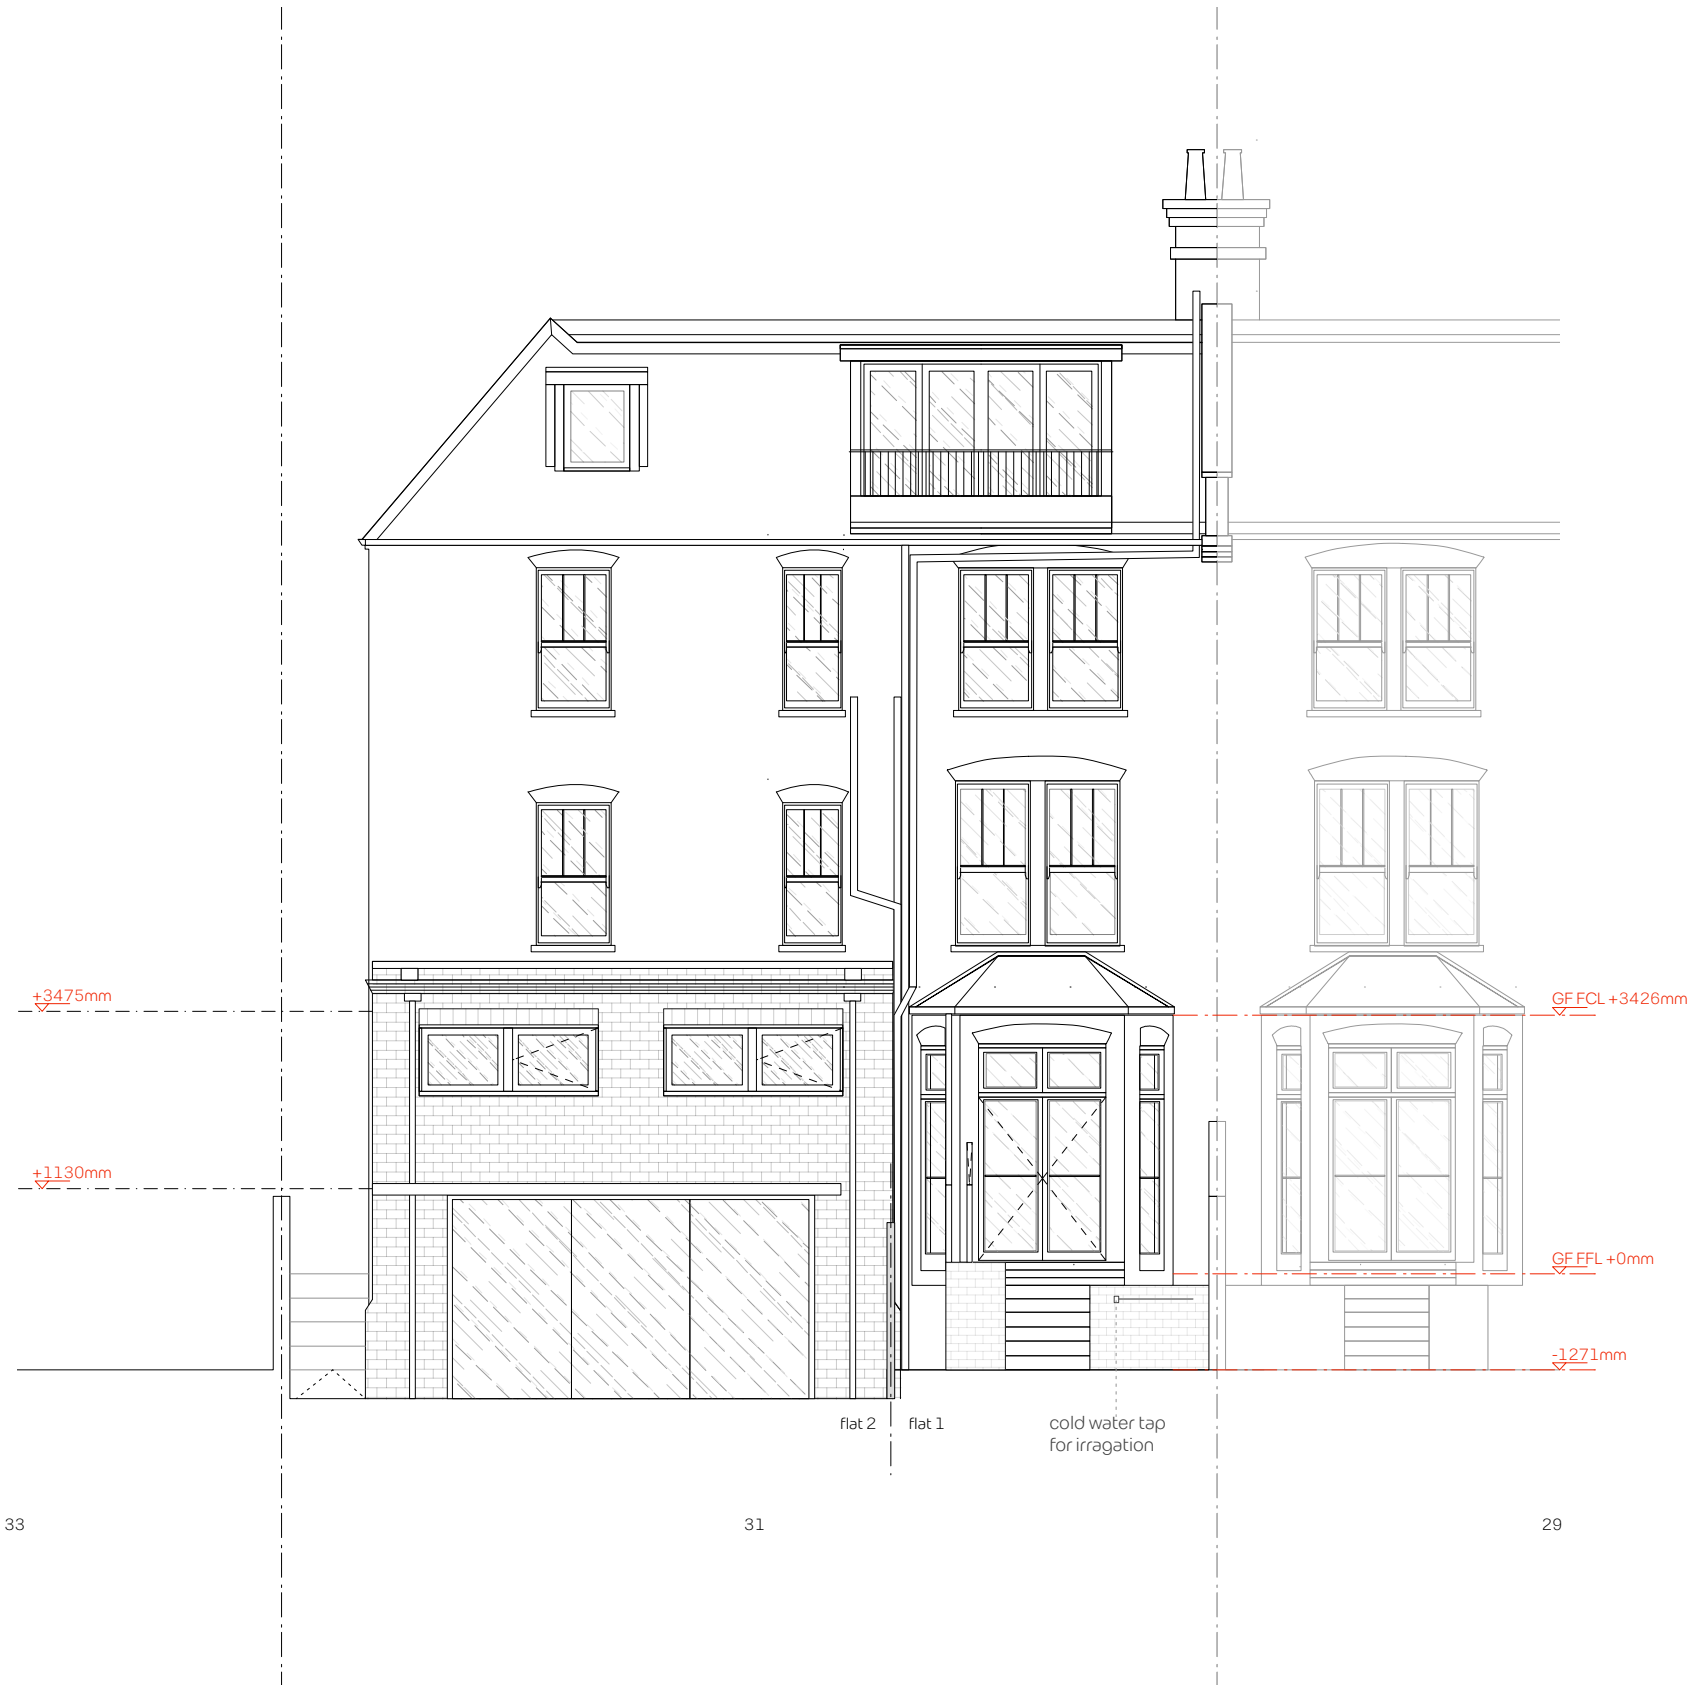 +3475mm
GF FCL +3426mm
+1130mm
GF FFL +0mm
-1271mm
flat 2
flat 1
cold water tap
for irragation
33
31
29